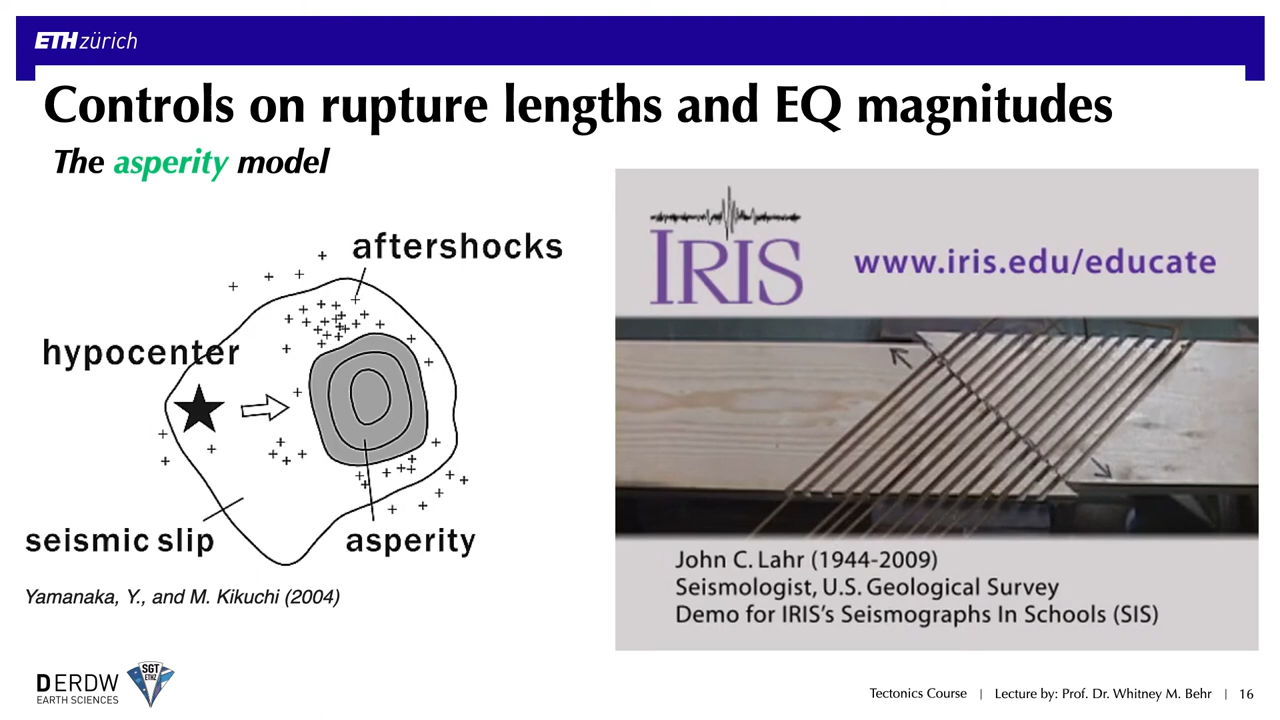 ETH zürich
Controls on rupture lengths and EQ magnitudes
The asperity model
aftershocks
hypocenter
seismic slip
asperity
Yamanaka, Y., and M. Kikuchi (2004)
IRIS
www.iris.edu/educate
John C. Lahr (1944-2009)
Seismologist, U.S. Geological Survey
Demo for IRIS's Seismographs In Schools (SIS)
DERDW
EARTH SCIENCES
SGT
ETHZ
Tectonics Course | Lecture by: Prof. Dr. Whitney M. Behr | 16